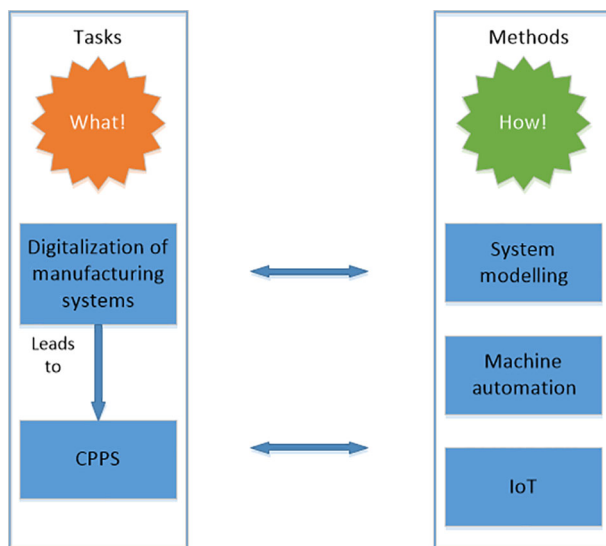 Tasks
What!
Digitalization of
manufacturing
systems
Leads
to
CPPS
Methods
How!
System
modelling
Machine
automation
IoT